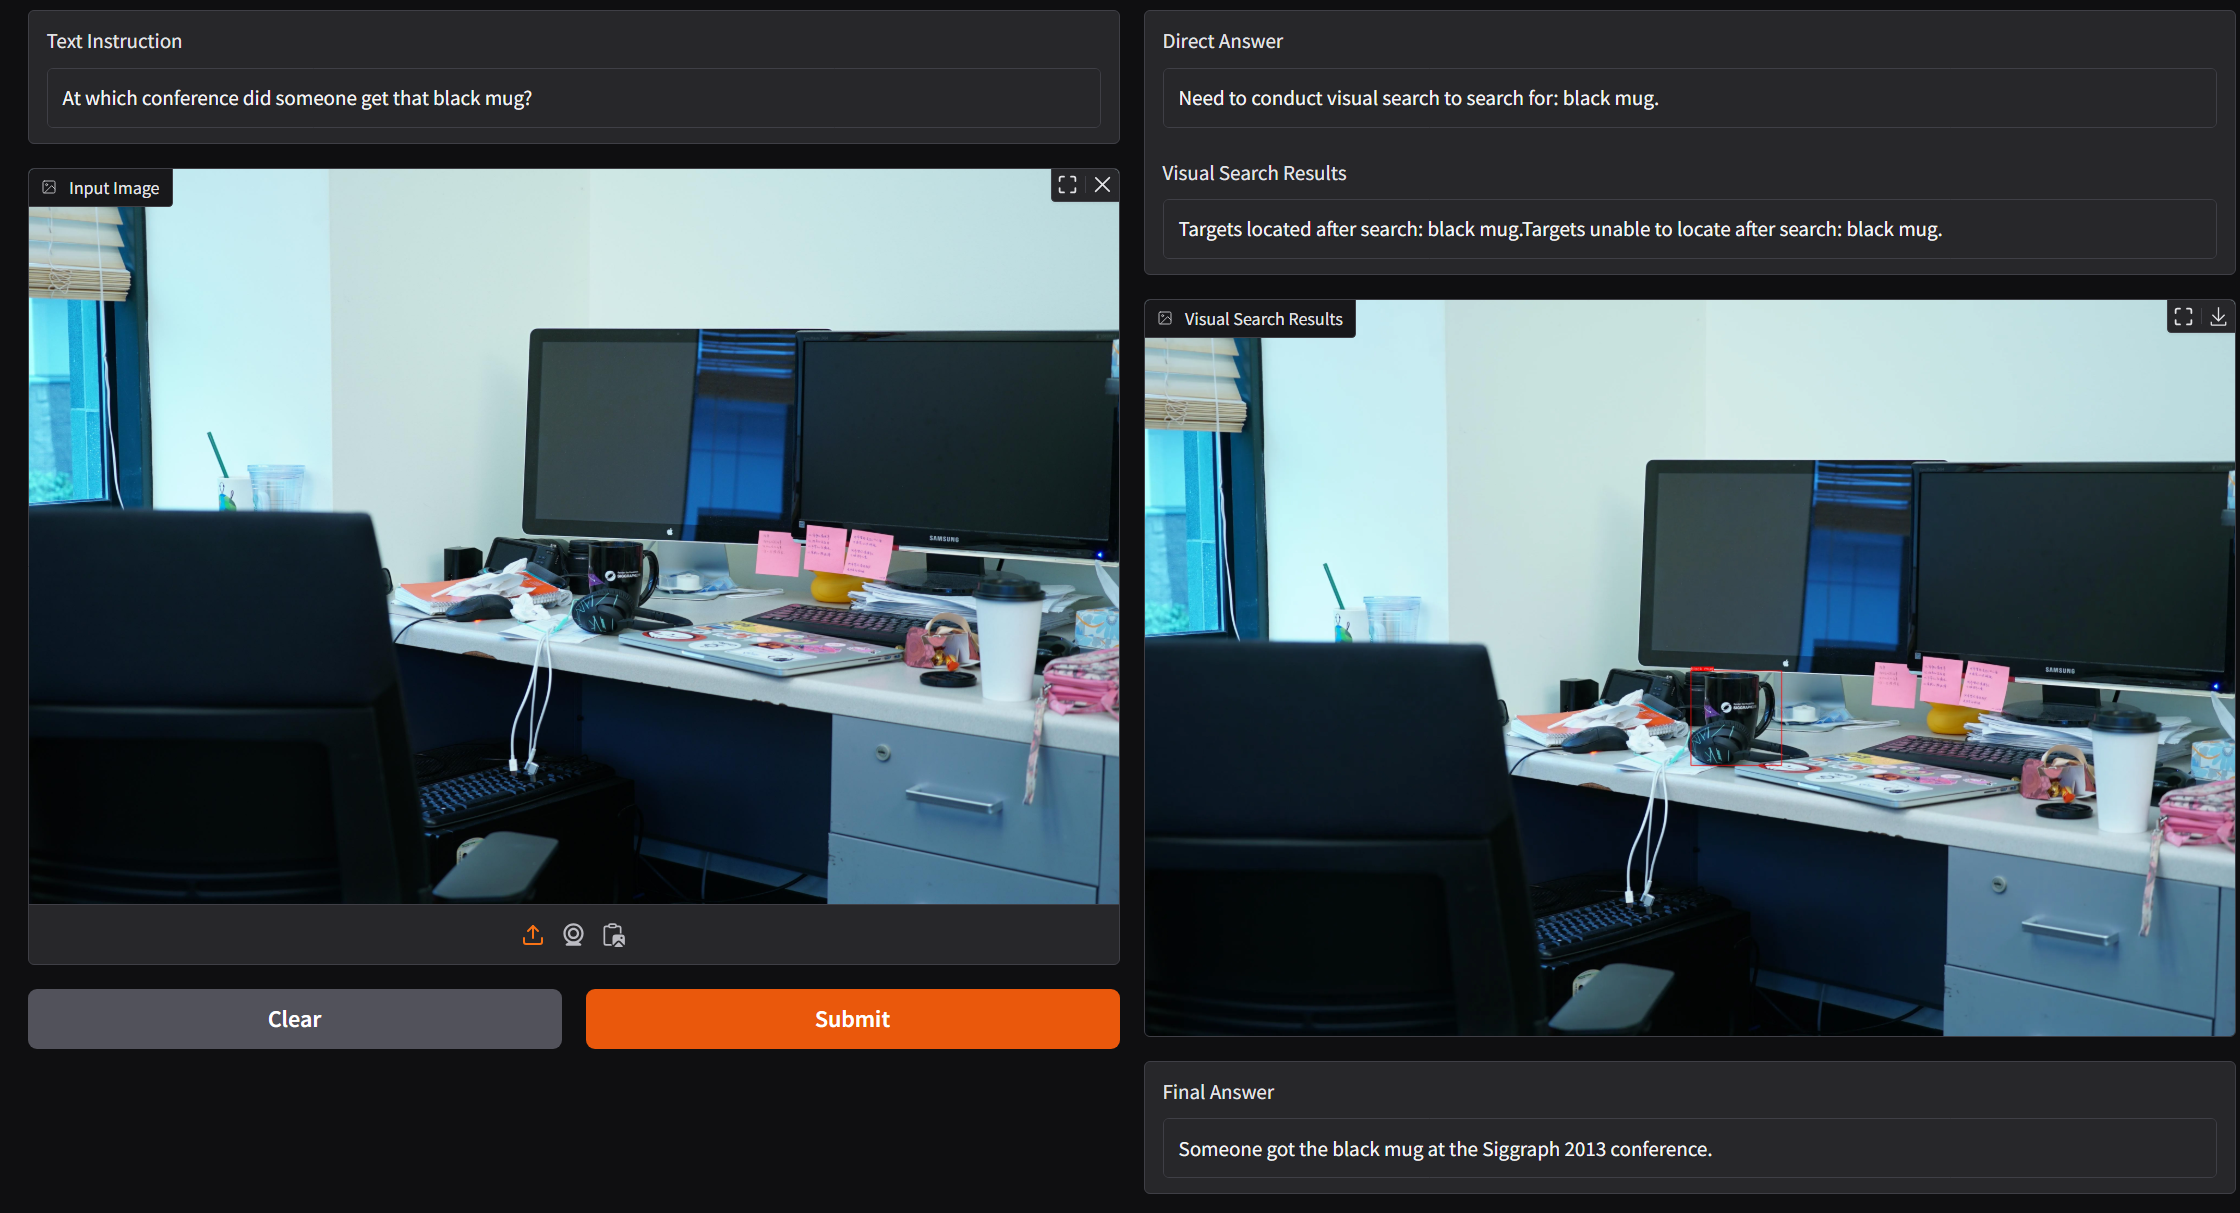 Text Instruction
At which conference did someone get that black mug?
Input Image
SAMSUNG
Clear
Submit
Direct Answer
Need to conduct visual search to search for: black mug.
Visual Search Results
Targets located after search: black mug.Targets unable to locate after search: black mug.
Visual Search Results
SAMSUNG
Final Answer
Someone got the black mug at the Siggraph 2013 conference.